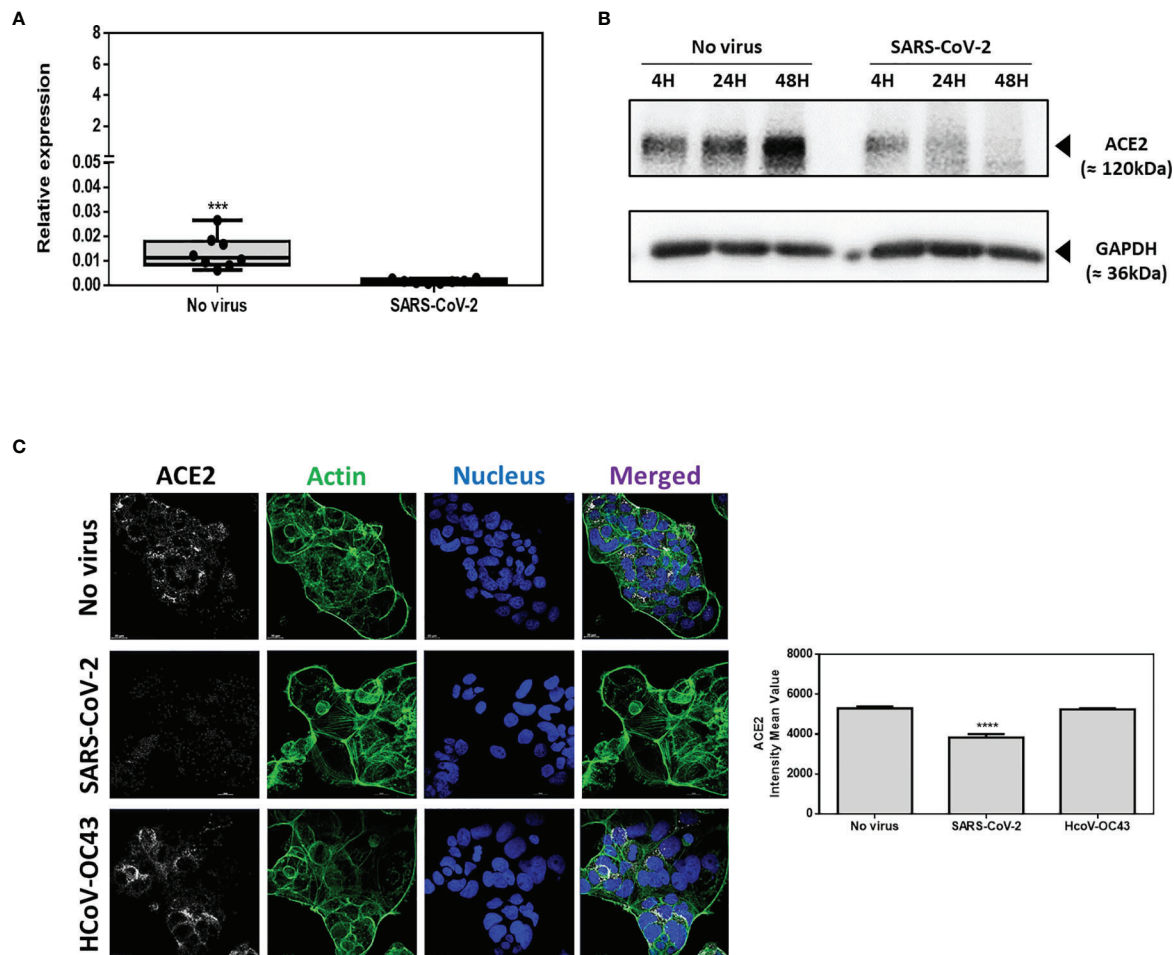 A
Relative expression
8
6
4
2
0.05
0.04
0.03
0.02
0.01
0.00
***
No virus
SARS-CoV-2
B
No virus
SARS-CoV-2
4H 24H 48H
4H 24H 48H
ACE2
(≈ 120kDa)
GAPDH
(≈ 36kDa)
C
ACE2 Actin Nucleus Merged
No virus
SARS-CoV-2
HCoV-OC43
ACE2
Intensity Mean Value
8000
6000
4000
2000
0
****
No virus
SARS-CoV-2
HcoV-OC43